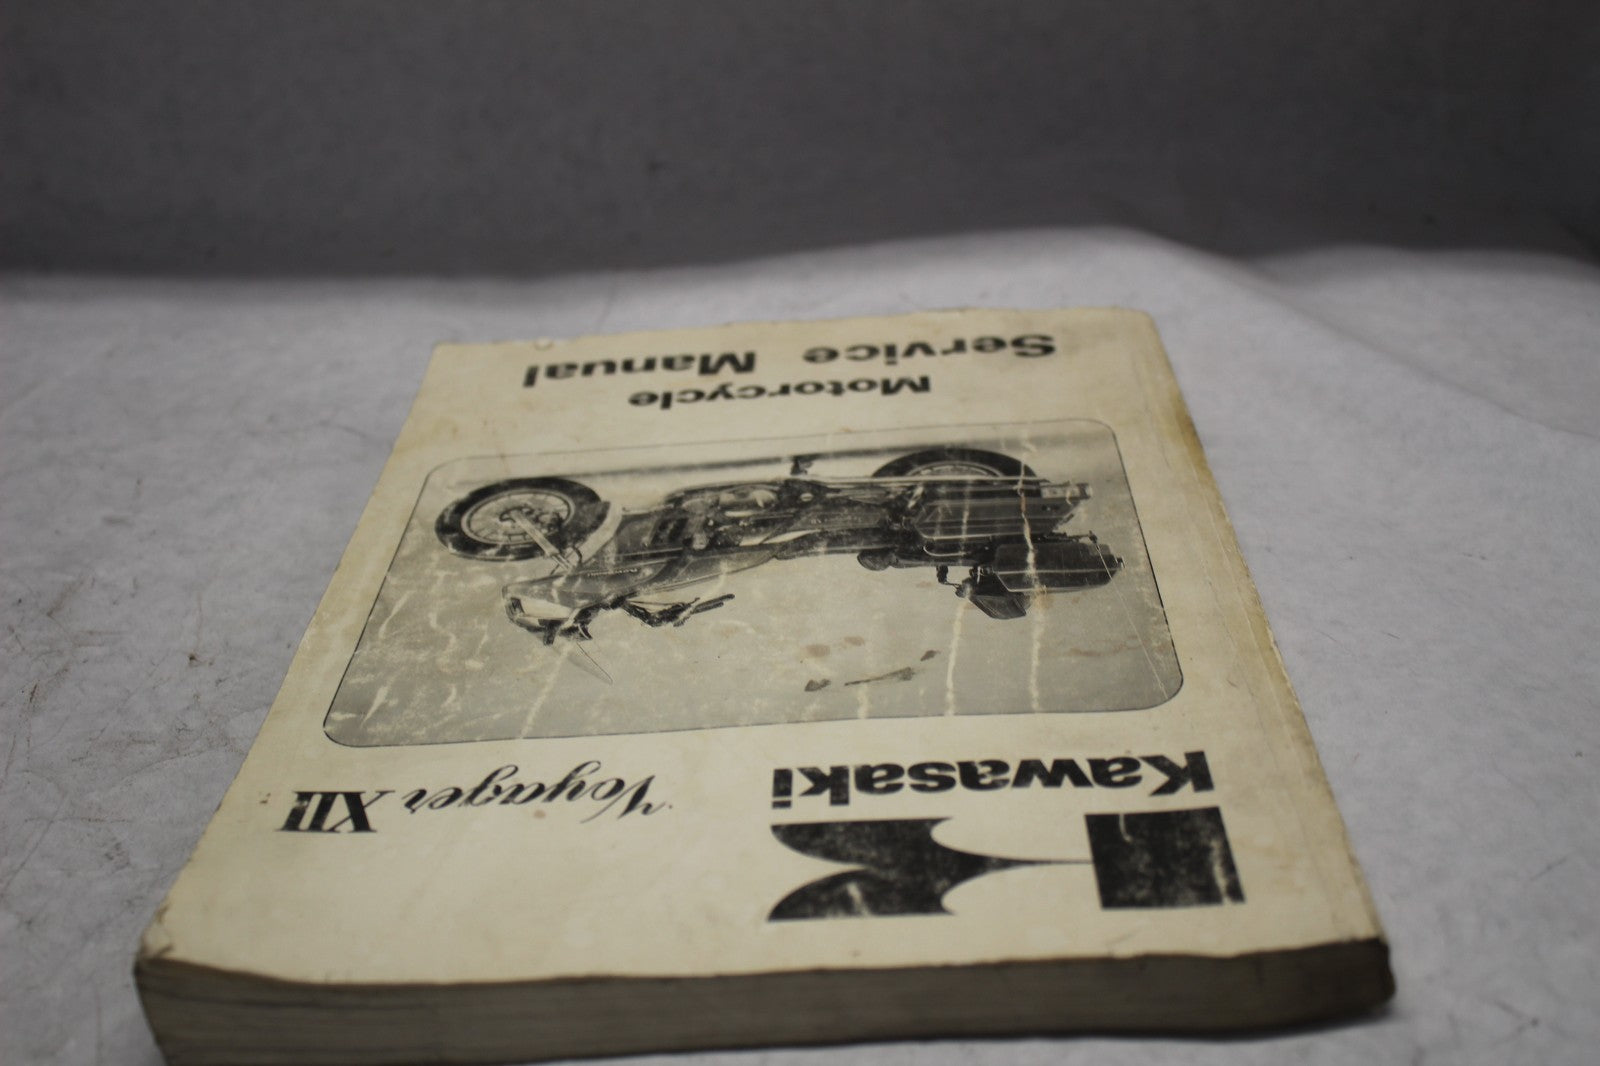 Kawasaki
Voyager XII
Motorcycle
Service Manual